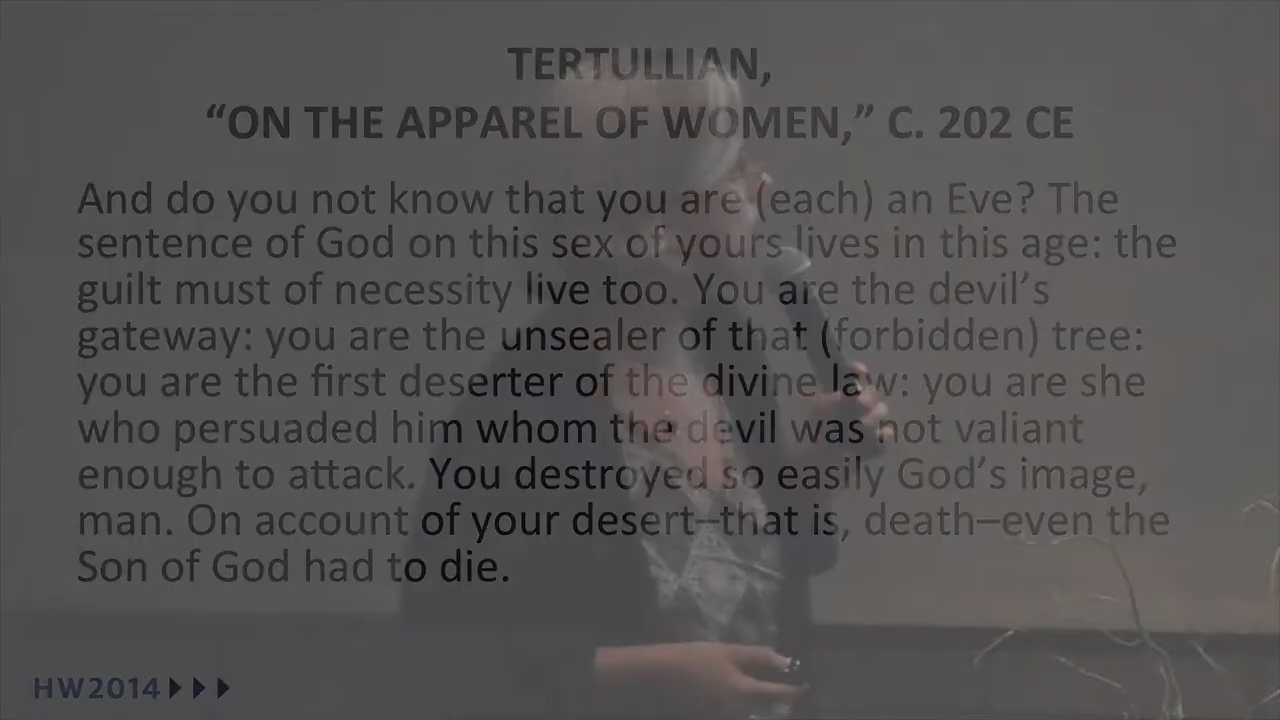 TERTULLIAN,
“ON THE APPAREL OF WOMEN,” C. 202 CE
And do you not know that you are (each) an Eve? The
sentence of God on this sex of yours lives in this age: the
guilt must of necessity live too. You are the devil’s
gateway: you are the unsealer of that (forbidden) tree:
you are the first deserter of the divine law: you are she
who persuaded him whom the devil was not valiant
enough to attack. You destroyed so easily God’s image,
man. On account of your desert–that is, death–even the
Son of God had to die.
HW2014